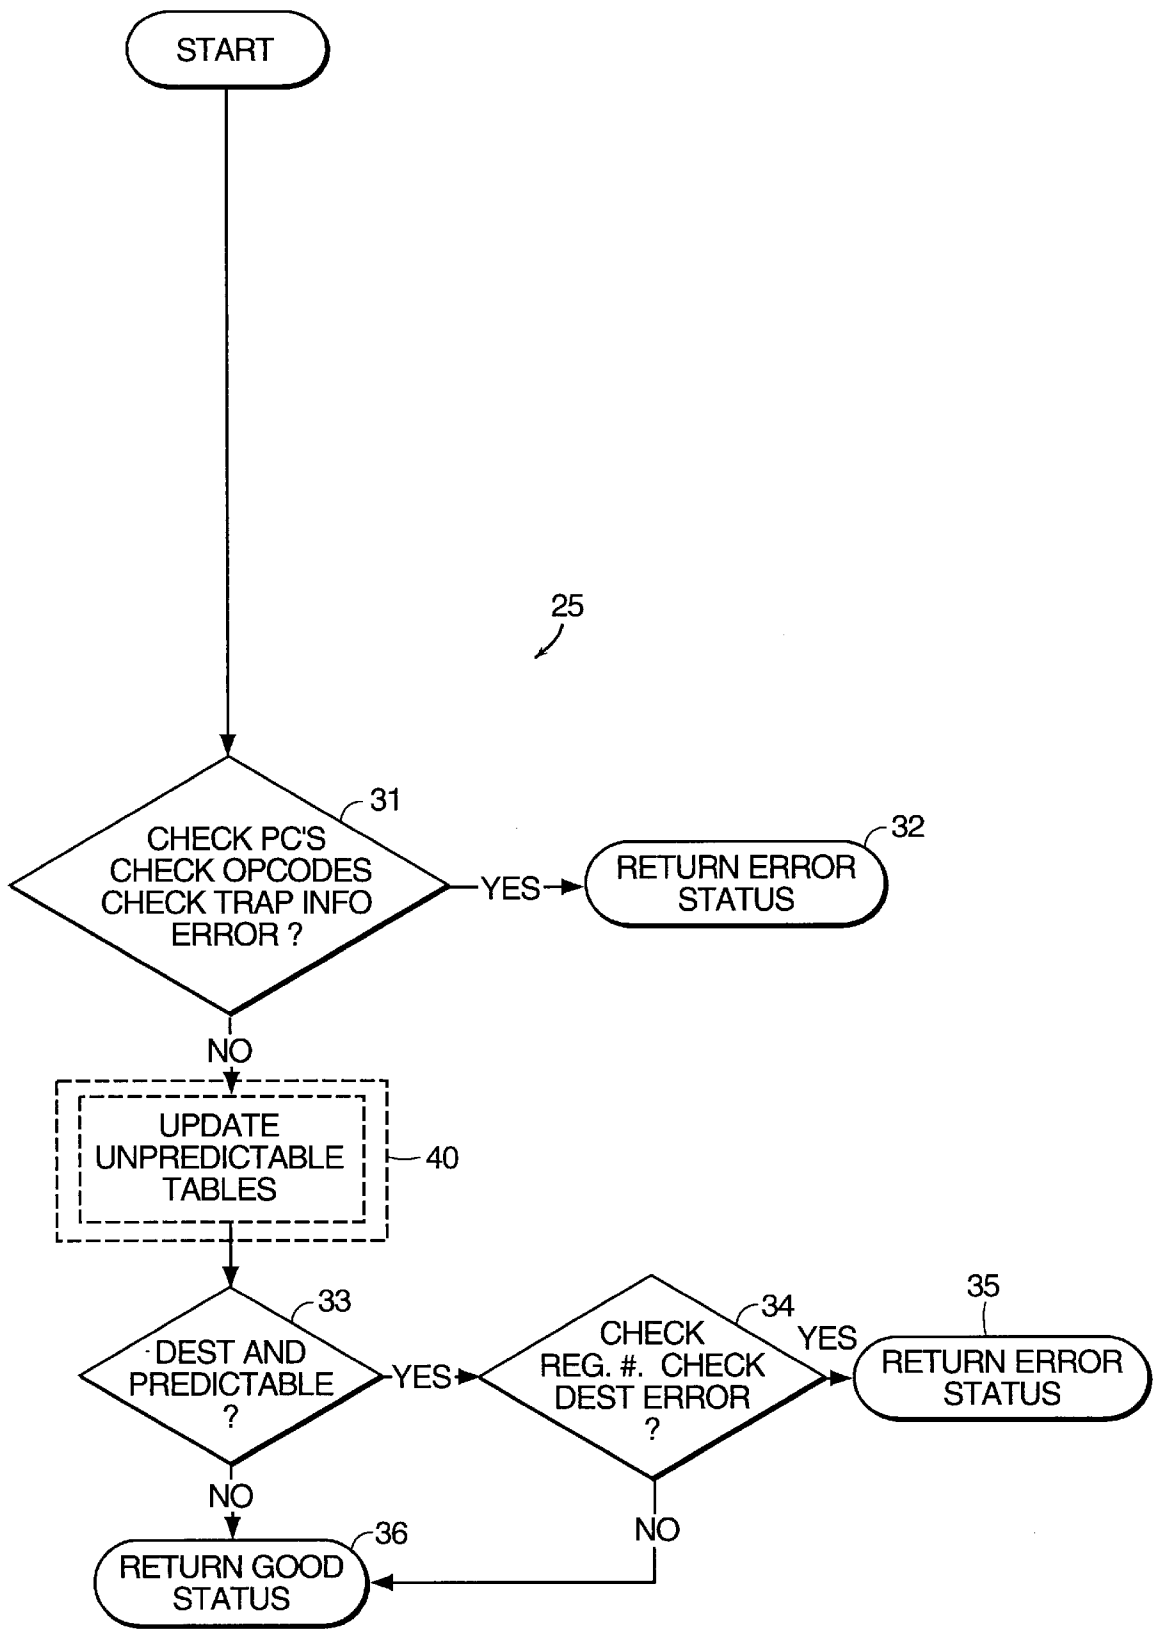 START
25
31
CHECK PC'S
CHECK OPCODES
CHECK TRAP INFO
ERROR ?
YES
32
RETURN ERROR
STATUS
NO
UPDATE
UNPREDICTABLE
TABLES
40
33
DEST AND
PREDICTABLE
?
YES
34
CHECK
REG. #. CHECK
DEST ERROR
?
YES
35
RETURN ERROR
STATUS
NO
NO
36
RETURN GOOD
STATUS